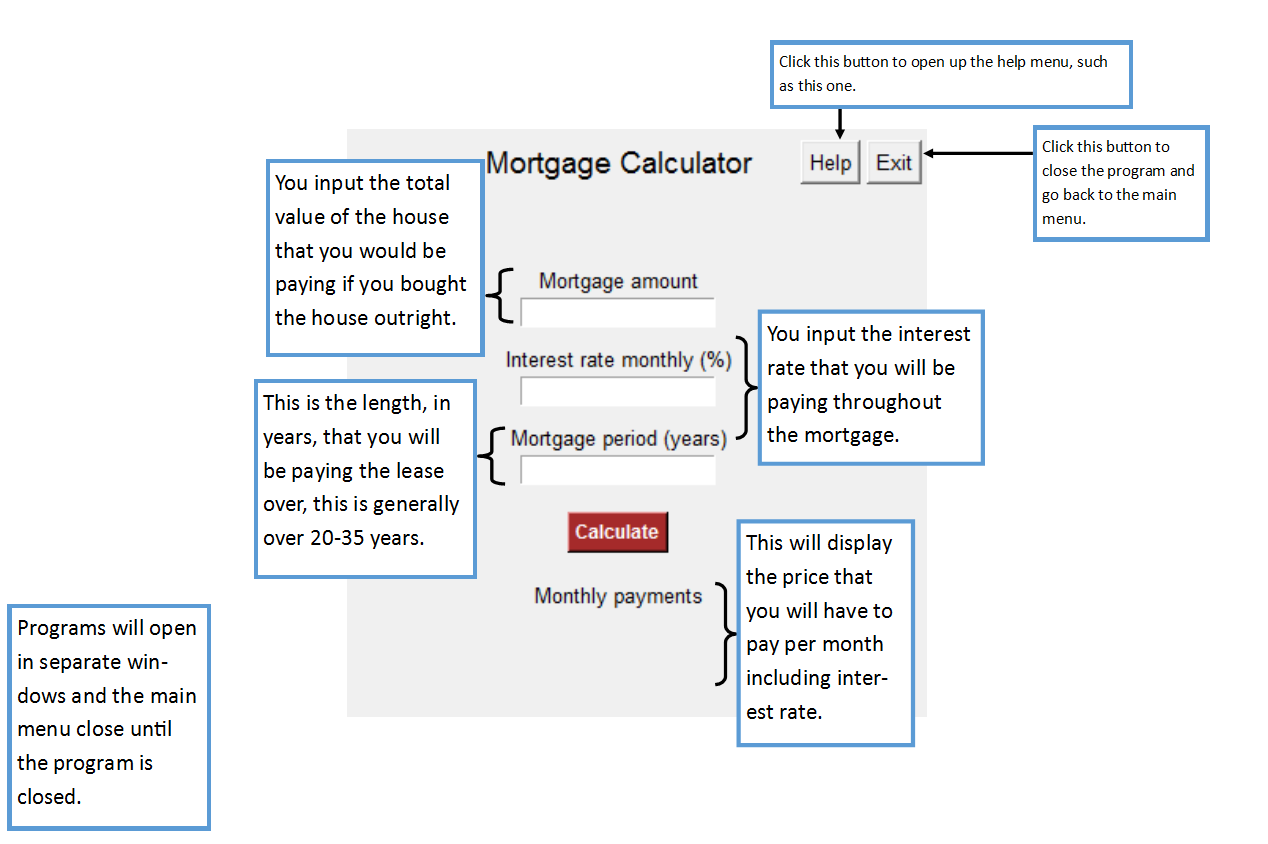 Click this button to open up the help menu, such
as this one.
Click this button to
close the program and
go back to the main
menu.
Mortgage Calculator
Help
Exit
You input the total
value of the house
that you would be
paying if you bought
the house outright.
Mortgage amount
Interest rate monthly (%)
You input the interest
rate that you will be
paying throughout
the mortgage.
This is the length, in
years, that you will
be paying the lease
over, this is generally
over 20-35 years.
Mortgage period (years)
Calculate
Monthly payments
This will display
the price that
you will have to
pay per month
including inter-
est rate.
Programs will open
in separate win-
dows and the main
menu close until
the program is
closed.